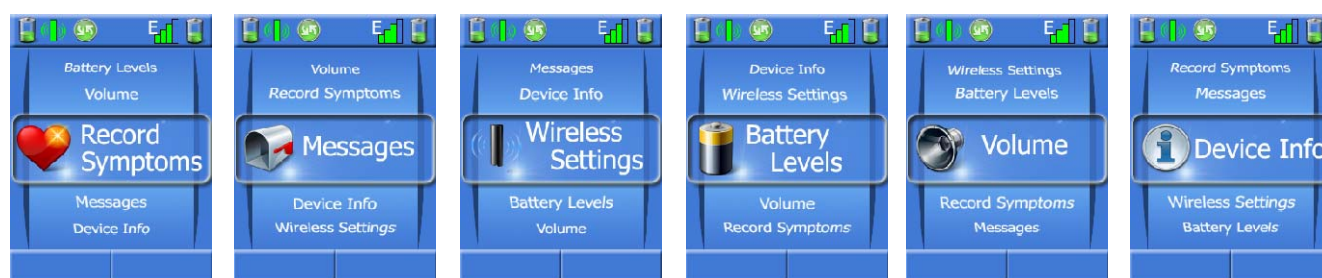 E
Battery Levels
Volume
Record
Symptoms
Messages
Device Info
E
Volume
Record Symptoms
Messages
Device Info
Wireless Settings
E
Messages
Device Info
Wireless
Settings
Battery Levels
Volume
E
Device Info
Wireless Settings
Battery
Levels
Volume
Record Symptoms
E
Wireless Settings
Battery Levels
Volume
Record Symptoms
Messages
E
Record Symptoms
Messages
Device Info
Wireless Settings
Battery Levels